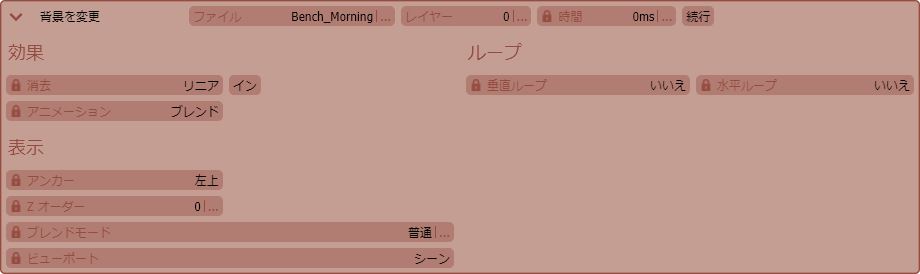 背景を変更 ファイル Bench_Morning ... レイヤー 0 ... 時間 0ms ... 続行
効果 ループ
消去 リニア イン 垂直ループ いいえ 水平ループ いいえ
アニメーション ブレンド
表示
アンカー 左上
Z オーダー 0 ...
ブレンドモード 普通 ...
ビューポート シーン